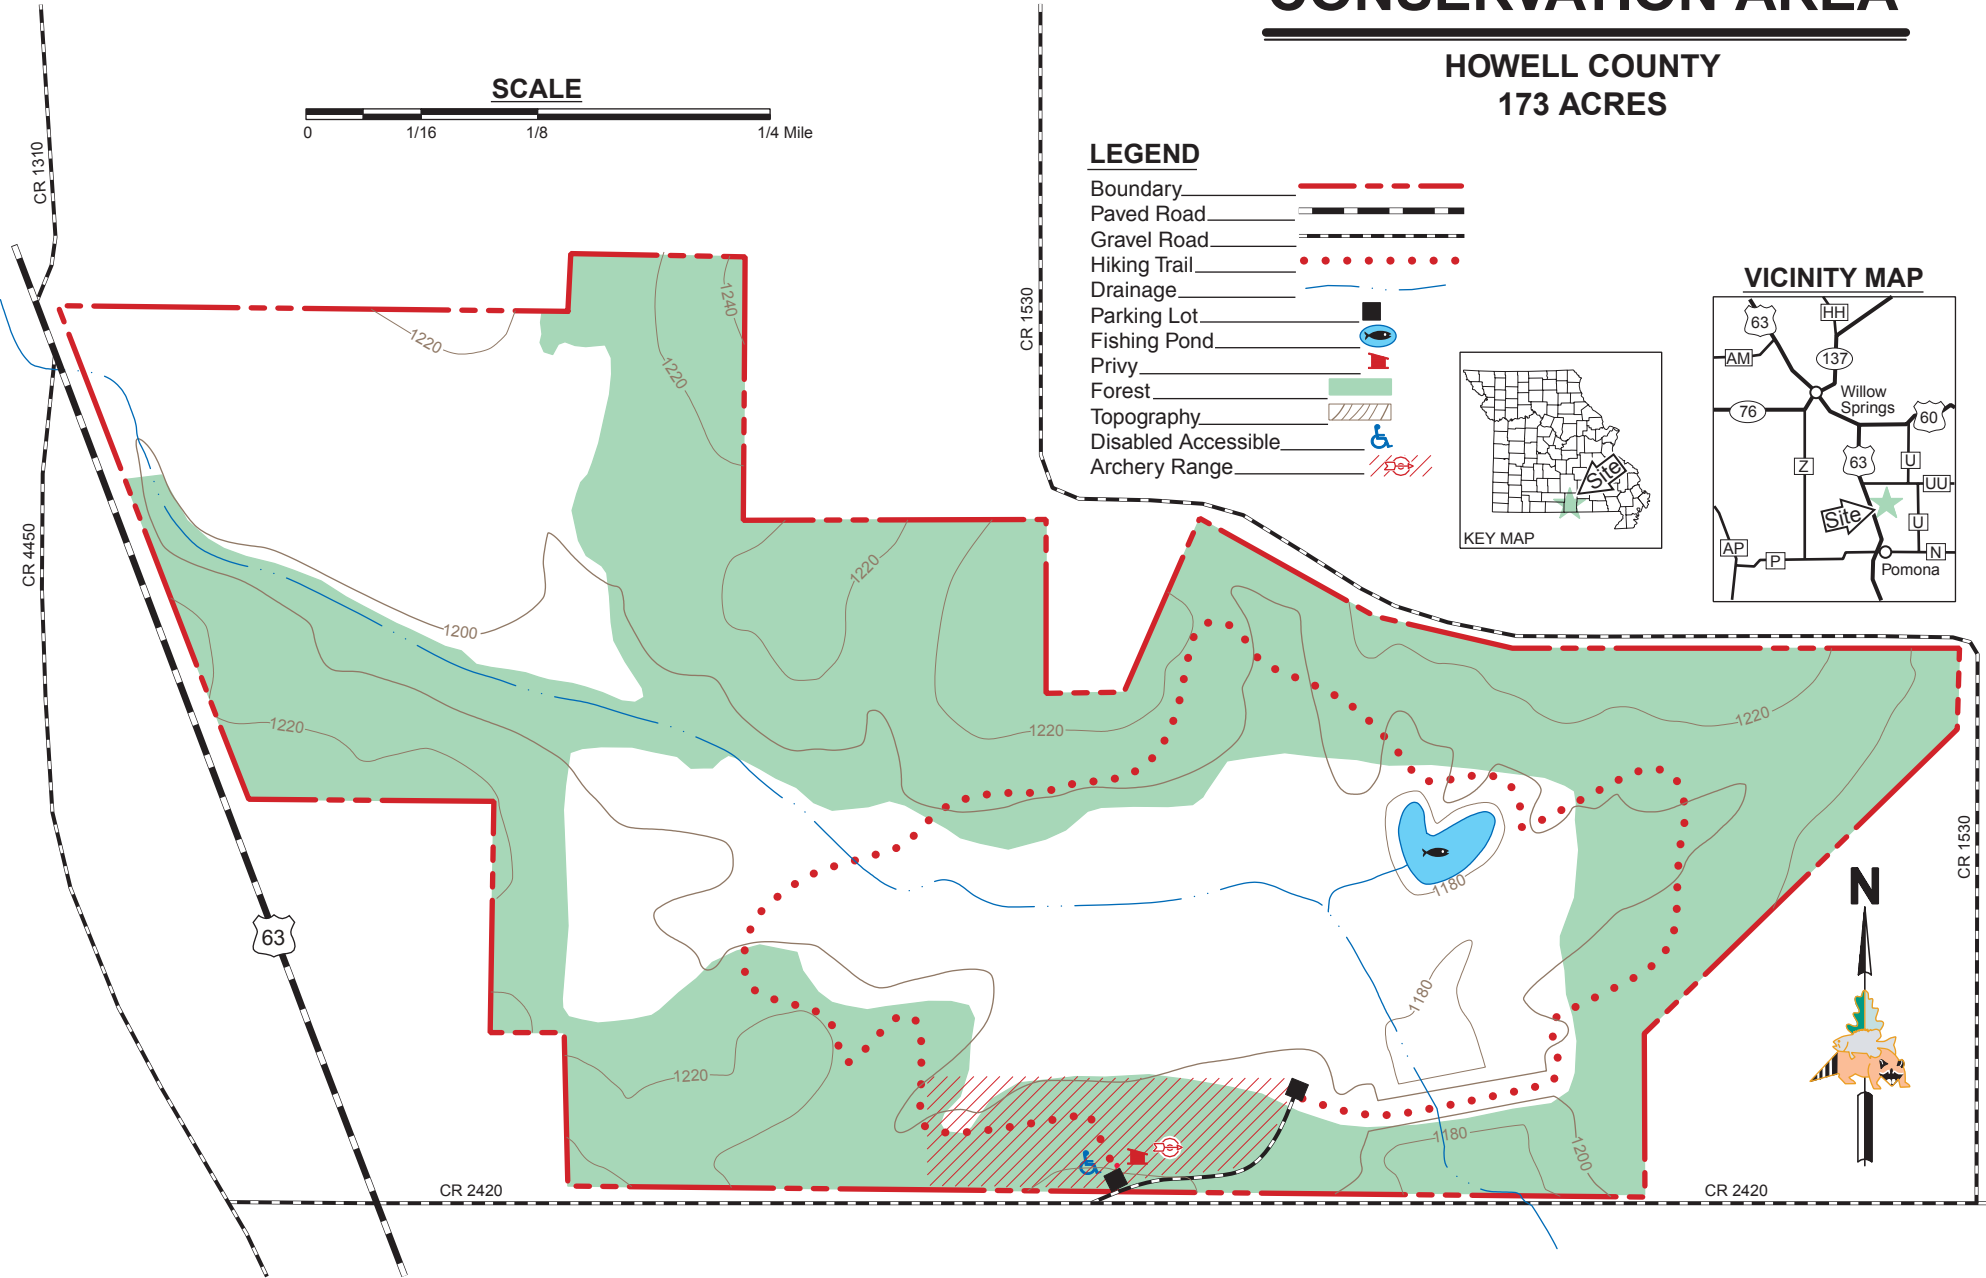 CONSERVATION AREA
HOWELL COUNTY
173 ACRES
SCALE
0 1/16 1/8 1/4 Mile
LEGEND
Boundary
Paved Road
Gravel Road
Hiking Trail
Drainage
Parking Lot
Fishing Pond
Privy
Forest
Topography
Disabled Accessible
Archery Range
VICINITY MAP
63
HH
AM
137
Willow
Springs
76
60
Z
63
U
UU
Site
U
AP
P
N
Pomona
Site
KEY MAP
CR 1310
CR 1530
CR 4450
1240
1220
1220
1220
1200
1220
1220
1220
1180
1180
63
1220
1180
1200
CR 1530
N
CR 2420
CR 2420